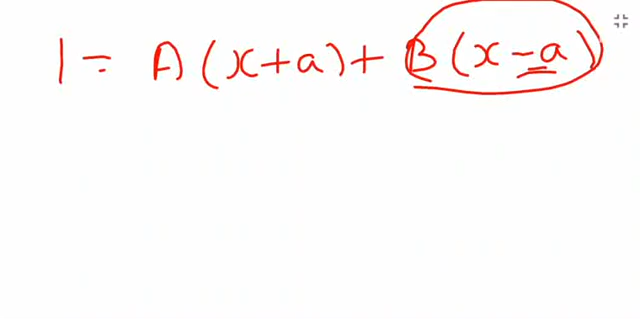 1 = A(x+a)+ B(x-a)